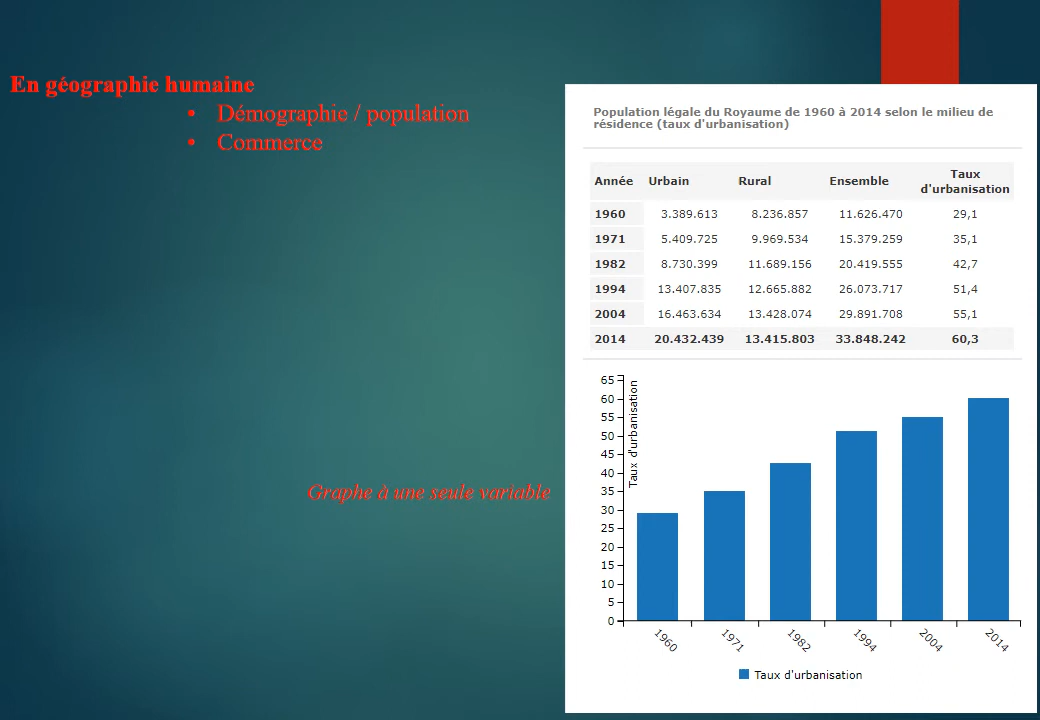 En géographie humaine
• Démographie / population
• Commerce
Graphe à une seule variable
Population légale du Royaume de 1960 à 2014 selon le milieu de
résidence (taux d'urbanisation)
Année Urbain Rural Ensemble Taux d'urbanisation
1960 3.389.613 8.236.857 11.626.470 29,1
1971 5.409.725 9.969.534 15.379.259 35,1
1982 8.730.399 11.689.156 20.419.555 42,7
1994 13.407.835 12.665.882 26.073.717 51,4
2004 16.463.634 13.428.074 29.891.708 55,1
2014 20.432.439 13.415.803 33.848.242 60,3
Taux d'urbanisation
65
60
55
50
45
40
35
30
25
20
15
10
5
0
1960 1971 1982 1994 2004 2014
Taux d'urbanisation